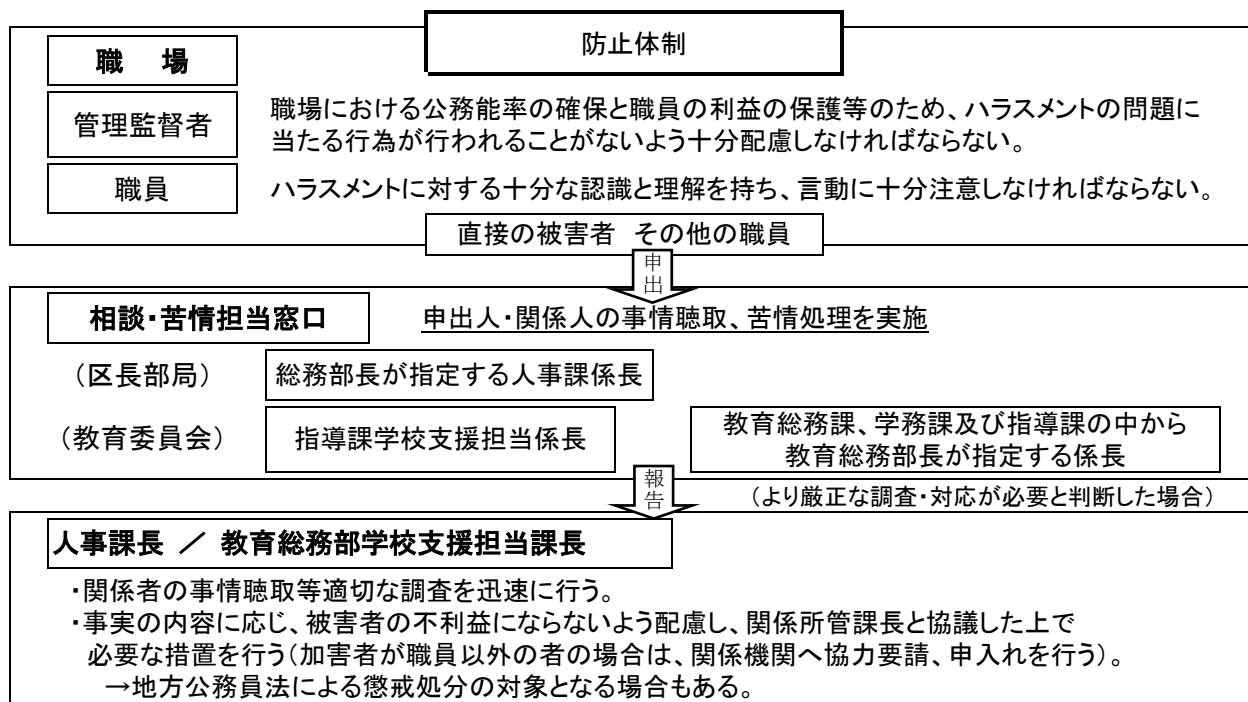 防止体制
職 場
管理監督者
職場における公務能率の確保と職員の利益の保護等のため、ハラスメントの問題に
当たる行為が行われることがないよう十分配慮しなければならない。
職員
ハラスメントに対する十分な認識と理解を持ち、言動に十分注意しなければならない。
直接の被害者 その他の職員
申出
相談・苦情担当窓口
申出人・関係人の事情聴取、苦情処理を実施
(区長部局)
総務部長が指定する人事課係長
(教育委員会)
指導課学校支援担当係長
教育総務課、学務課及び指導課の中から
教育総務部長が指定する係長
報告
(より厳正な調査・対応が必要と判断した場合)
人事課長 / 教育総務部学校支援担当課長
・関係者の事情聴取等適切な調査を迅速に行う。
・事実の内容に応じ、被害者の不利益にならないよう配慮し、関係所管課長と協議した上で
必要な措置を行う(加害者が職員以外の者の場合は、関係機関へ協力要請、申入れを行う)。
→地方公務員法による懲戒処分の対象となる場合もある。